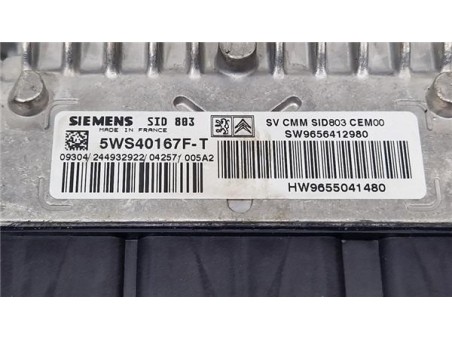 SIEMENS SID 803
MADE IN FRANCE
5WS40167F-T
09304/244932922/04257/005A2
SV CMM SID803 CEM00
SW9656412980
HW9655041480